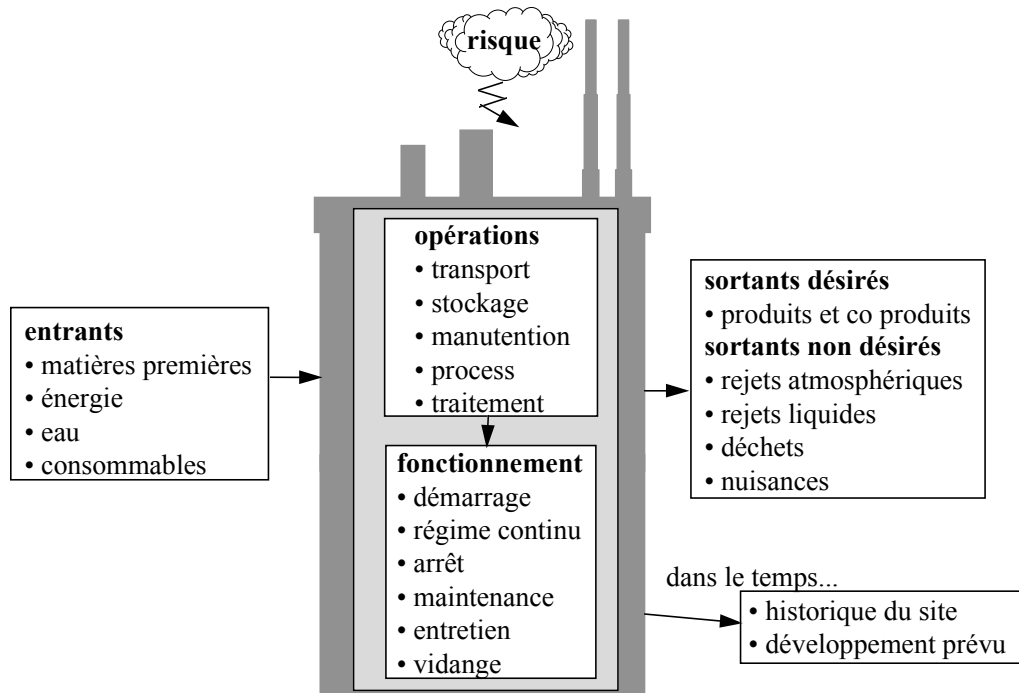 risque
opérations
• transport
• stockage
• manutention
• process
• traitement
entrants
• matières premières
• énergie
• eau
• consommables
sortants désirés
• produits et co produits
sortants non désirés
• rejets atmosphériques
• rejets liquides
• déchets
• nuisances
fonctionnement
• démarrage
• régime continu
• arrêt
• maintenance
• entretien
• vidange
dans le temps...
• historique du site
• développement prévu